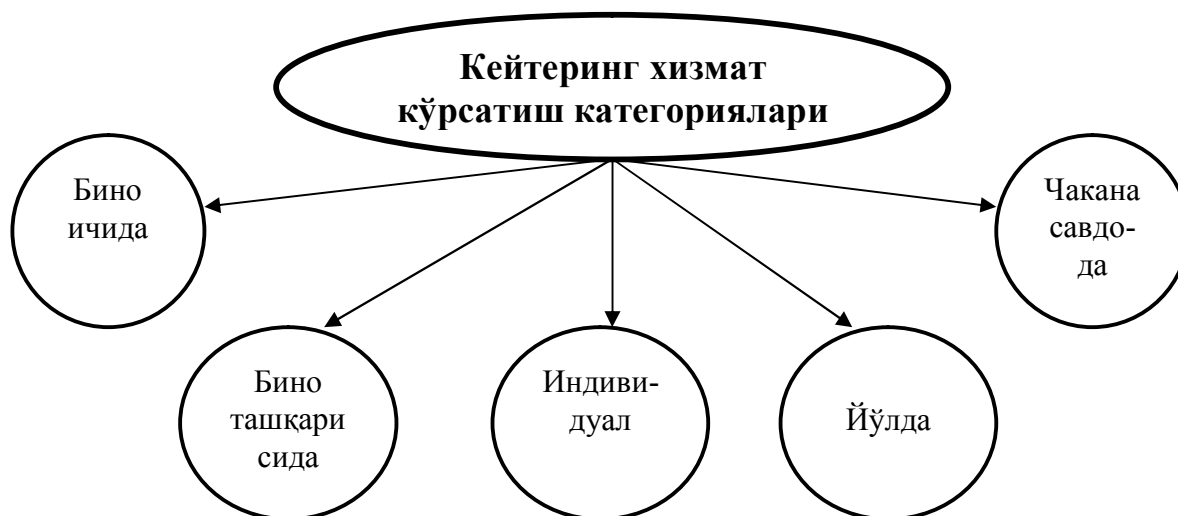 Кейтеринг хизмат
кўрсатиш категориялари
Бино
ичида
Чакана
савдо-
да
Бино
ташқари
сида
Индиви-
дуал
Йўлда